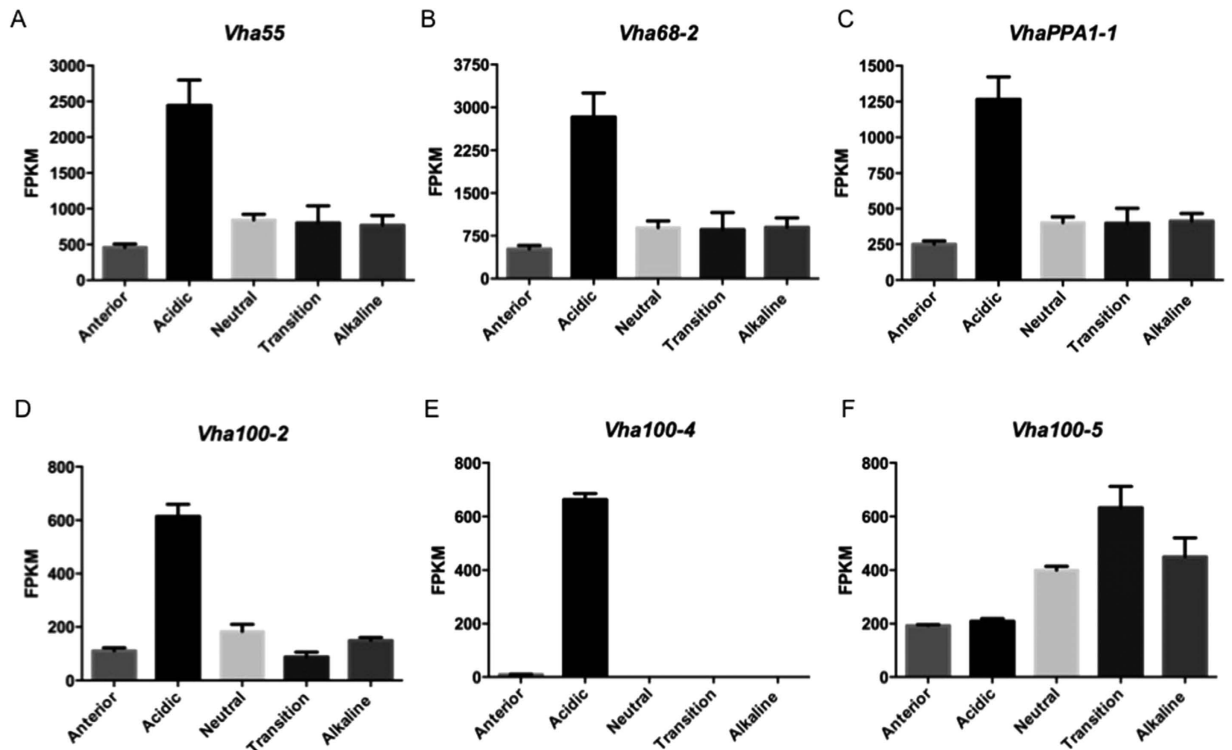 A
Vha55
3000
2500
2000
1500
1000
500
0
FPKM
Anterior
Acidic
Neutral
Transition
Alkaline
B
Vha68-2
3750
3000
2250
1500
750
0
FPKM
Anterior
Acidic
Neutral
Transition
Alkaline
C
VhaPPA1-1
1500
1250
1000
750
500
250
0
FPKM
Anterior
Acidic
Neutral
Transition
Alkaline
D
Vha100-2
800
600
400
200
0
FPKM
Anterior
Acidic
Neutral
Transition
Alkaline
E
Vha100-4
800
600
400
200
0
FPKM
Anterior
Acidic
Neutral
Transition
Alkaline
F
Vha100-5
800
600
400
200
0
FPKM
Anterior
Acidic
Neutral
Transition
Alkaline